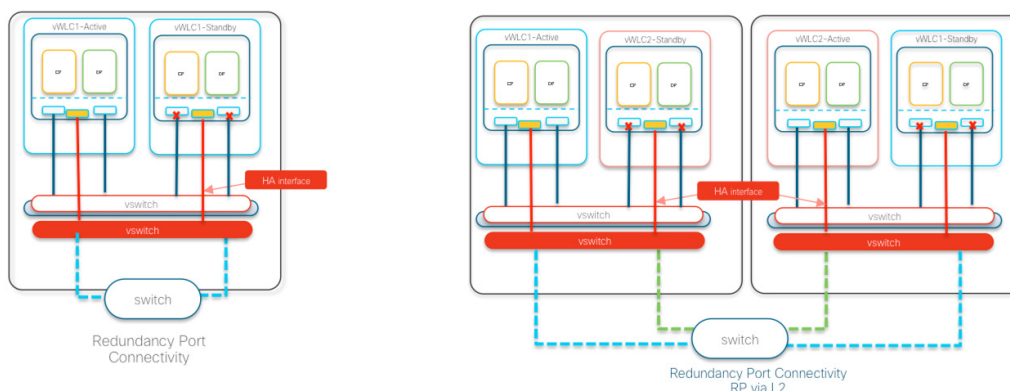 vWLC1-Active
vWLC1-Standby
CP
DP
CP
DP
HA interface
vswitch
vswitch
switch
Redundancy Port
Connectivity
vWLC1-Active
vWLC2-Standby
vWLC2-Active
vWLC1-Standby
CP
DP
CP
DP
CP
DP
CP
DP
HA interface
vswitch
vswitch
vswitch
vswitch
switch
Redundancy Port Connectivity
RP via L2